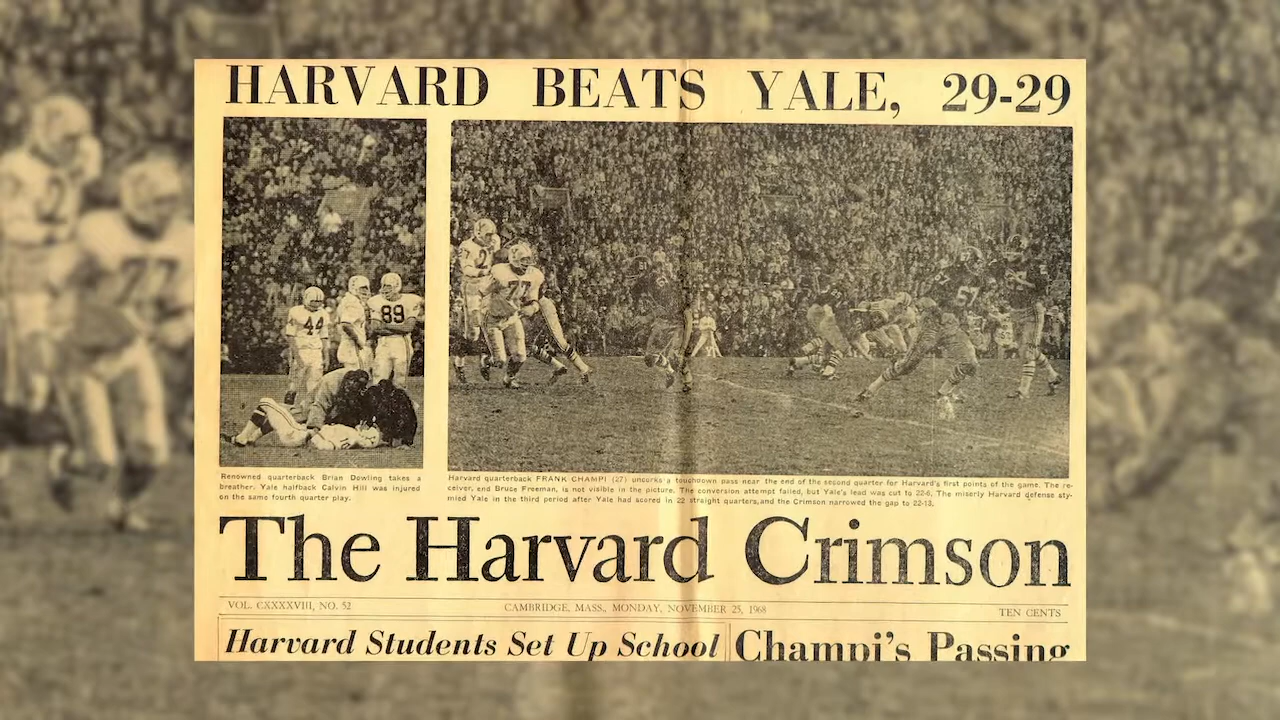 HARVARD BEATS YALE, 29-29
44
89
10
77
57
Renowned quarterback Brian Dowling takes a
breather. Yale halfback Calvin Hill was injured
on the same fourth quarter play.
Harvard quarterback FRANK CHAMPI (27) uncorks a touchdown pass near the end of the second quarter for Harvard's first points of the game. The re-
ceiver, end Bruce Freeman, is not visible in the picture. The conversion attempt failed, but Yale's lead was cut to 22-6. The miserly Harvard defense sty-
mied Yale in the third period after Yale had scored in 22 straight quarters, and the Crimson narrowed the gap to 22-13.
The Harvard Crimson
VOL. CXXXXVIII, NO. 52 CAMBRIDGE, MASS., MONDAY, NOVEMBER 25, 1968 TEN CENTS
Harvard Students Set Up School
Champi's Passing